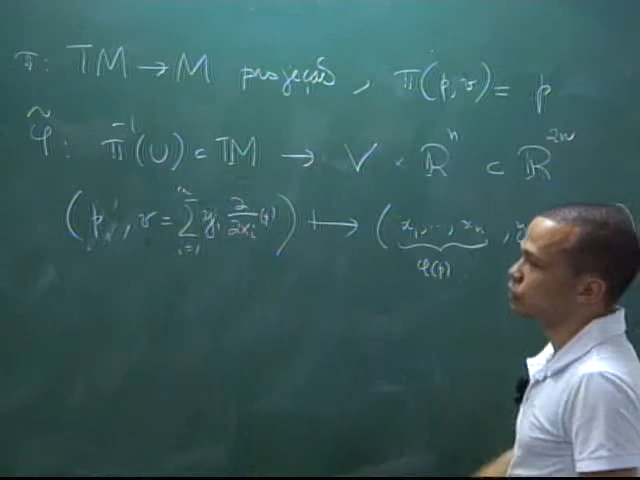 π: TM → M projeção, π(p, v) = p
φ̃: π⁻¹(U) ⊂ TM → V × ℝⁿ ⊂ ℝ²ⁿ
(p, v = ∑ᵢ₌₁ⁿ yᵢ ∂/∂xᵢ(p)) ↦ (x₁, …, xₙ, y
φ(p)